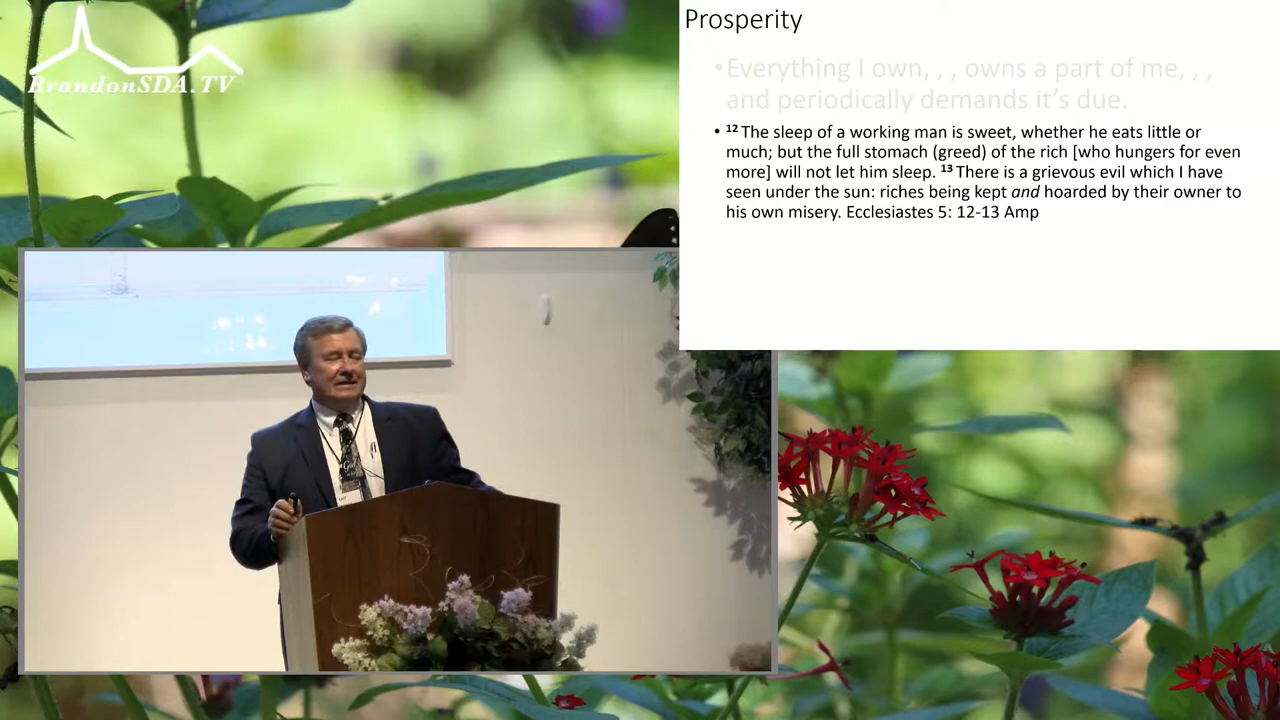 BrandonSDA.TV
Prosperity
•Everything I own, , , owns a part of me, , ,
and periodically demands it’s due.
• 12 The sleep of a working man is sweet, whether he eats little or
much; but the full stomach (greed) of the rich [who hungers for even
more] will not let him sleep. 13 There is a grievous evil which I have
seen under the sun: riches being kept and hoarded by their owner to
his own misery. Ecclesiastes 5: 12-13 Amp